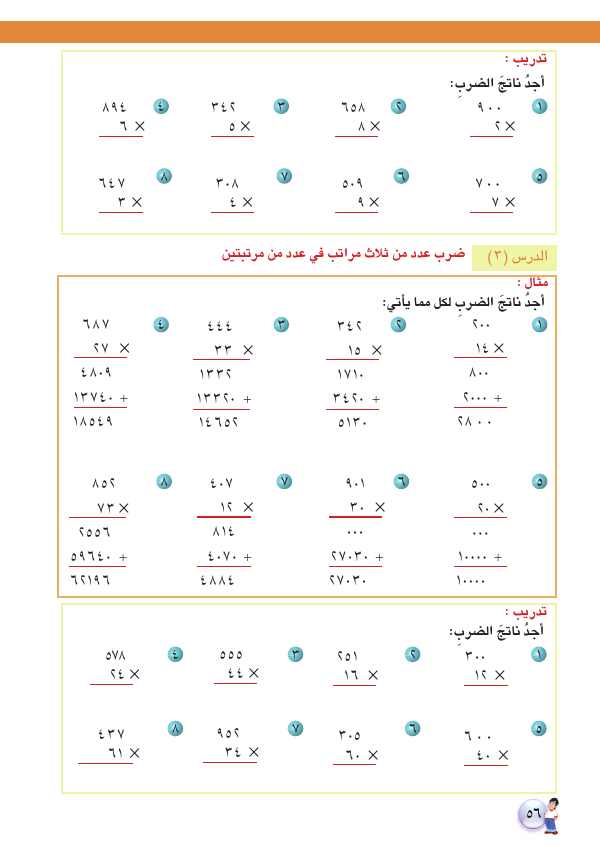 تدريب :
أجدُ ناتجَ الضربِ:
١ ٢ ٣ ٤
٩٠٠ ٦٥٨ ٣٤٢ ٨٩٤
× ٢ × ٨ × ٥ × ٦
٥ ٦ ٧ ٨
٧٠٠ ٥٠٩ ٣٠٨ ٦٤٧
× ٧ × ٩ × ٤ × ٣
الدرس (٣) ضرب عدد من ثلاث مراتب في عدد من مرتبتين
مثال :
أجدُ ناتجَ الضربِ لكل مما يأتي:
١ ٢ ٣ ٤
٢٠٠ ٣٤٢ ٤٤٤ ٦٨٧
× ١٤ × ١٥ × ٣٣ × ٢٧
٨٠٠ ١٧١٠ ١٣٣٢ ٤٨٠٩
+ ٢٠٠٠ + ٣٤٢٠ + ١٣٣٢٠ + ١٣٧٤٠
٢٨٠٠ ٥١٣٠ ١٤٦٥٢ ١٨٥٤٩
٥ ٦ ٧ ٨
٥٠٠ ٩٠١ ٤٠٧ ٨٥٢
× ٢٠ × ٣٠ × ١٢ × ٧٣
٠٠٠ ٠٠٠ ٨١٤ ٢٥٥٦
+ ١٠٠٠٠ + ٢٧٠٣٠ + ٤٠٧٠ + ٥٩٦٤٠
١٠٠٠٠ ٢٧٠٣٠ ٤٨٨٤ ٦٢١٩٦
تدريب :
أجدُ ناتجَ الضربِ:
١ ٢ ٣ ٤
٣٠٠ ٢٥١ ٥٥٥ ٥٧٨
× ١٢ × ١٦ × ٤٤ × ٢٤
٥ ٦ ٧ ٨
٦٠٠ ٣٠٥ ٩٥٢ ٤٣٧
× ٤٠ × ٦٠ × ٣٤ × ٦١
٥٦